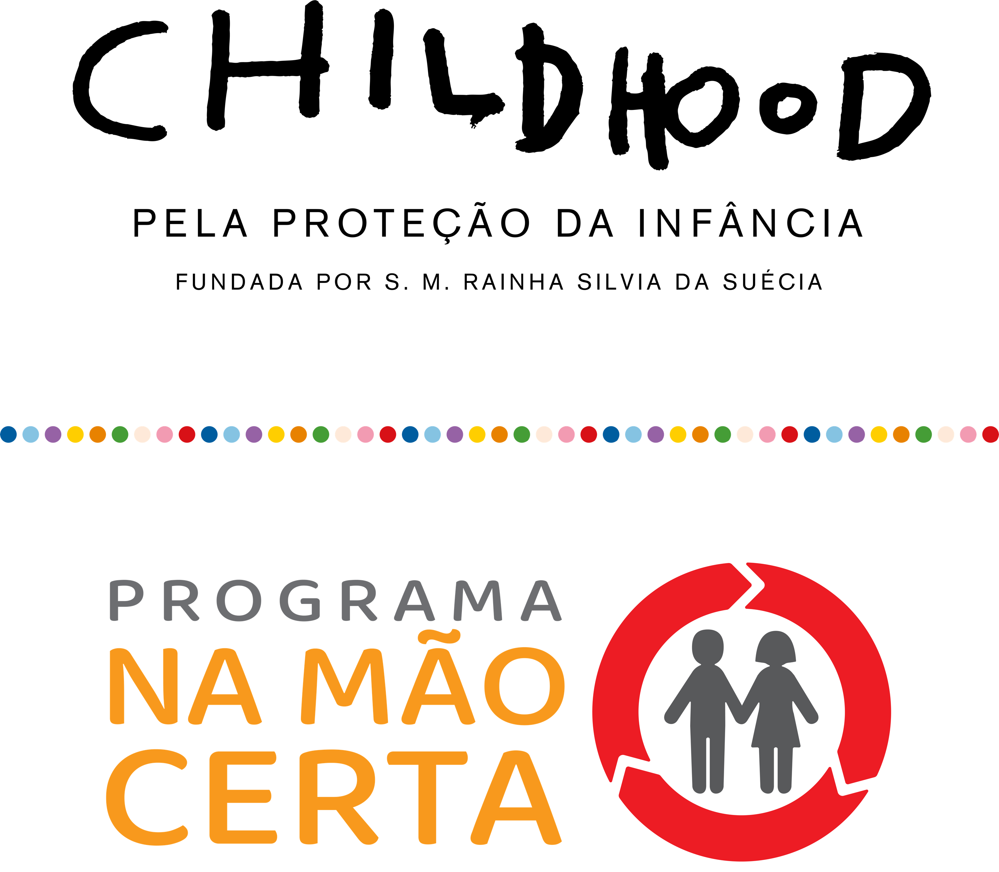 CHILDHOOD
PELA PROTEÇÃO DA INFÂNCIA
FUNDADA POR S. M. RAINHA SILVIA DA SUÉCIA
PROGRAMA
NA MÃO
CERTA